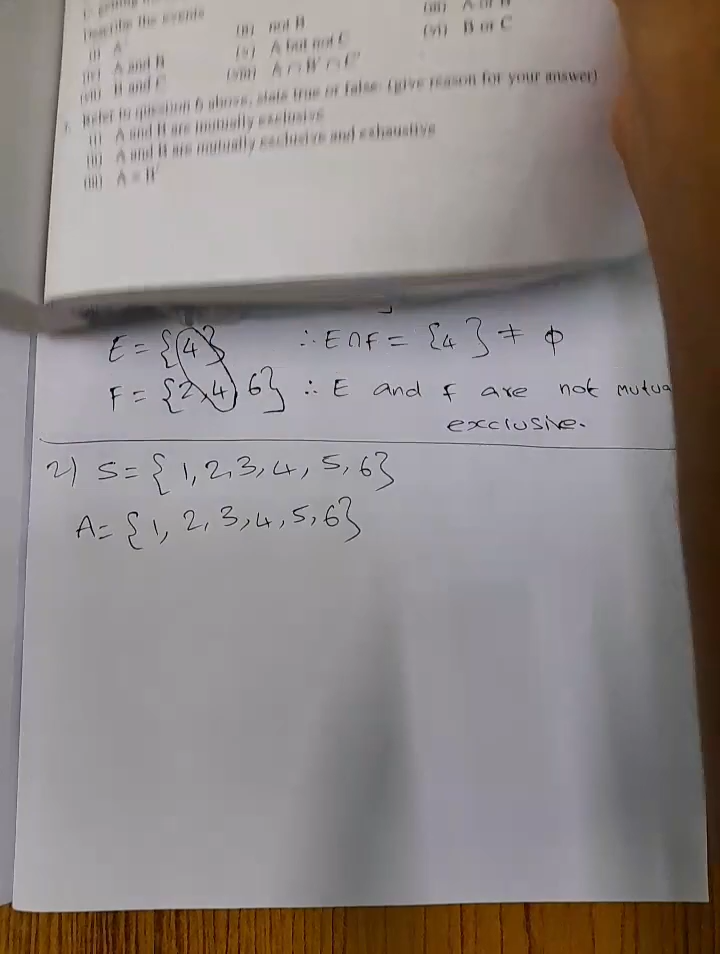 Describe the events
(i) A'
(ii) not B
(iii) A or B
(iv) A and B
(v) A but not C
(vi) B or C
(vii) B and C
(viii) A ∩ B' ∩ C'
7. Refer to question 6 above, state true or false: (give reason for your answer)
(i) A and B are mutually exclusive
(ii) A and B are mutually exclusive and exhaustive
(iii) A = B'
E = {4} ∴ E ∩ F = {4} ≠ φ
F = {2,4,6} ∴ E and F are not mutua
exclusive.
2) S = {1,2,3,4,5,6}
A = {1,2,3,4,5,6}